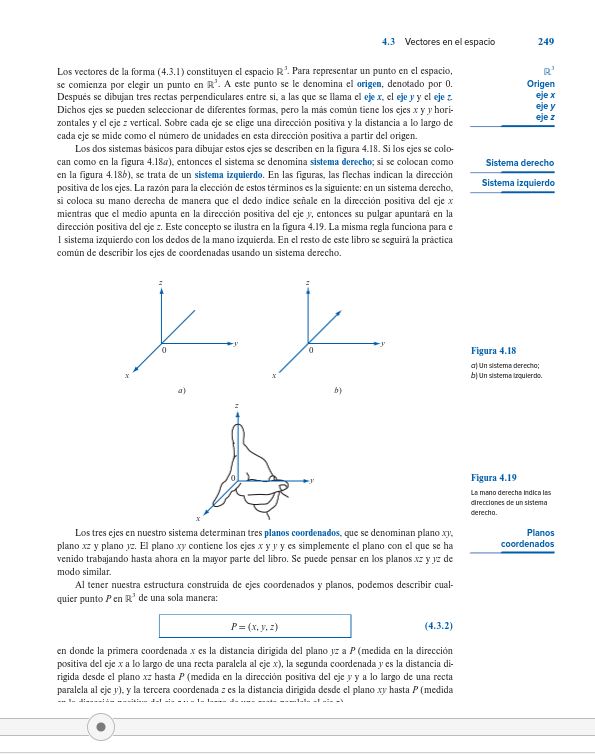 4.3 Vectores en el espacio 249
Los vectores de la forma (4.3.1) constituyen el espacio ℝ³. Para representar un punto en el espacio,
se comienza por elegir un punto en ℝ³. A este punto se le denomina el origen, denotado por 0.
Después se dibujan tres rectas perpendiculares entre sí, a las que se llama el eje x, el eje y y el eje z.
Dichos ejes se pueden seleccionar de diferentes formas, pero la más común tiene los ejes x y y hori-
zontales y el eje z vertical. Sobre cada eje se elige una dirección positiva y la distancia a lo largo de
cada eje se mide como el número de unidades en esta dirección positiva a partir del origen.
ℝ³
Origen
eje x
eje y
eje z
Los dos sistemas básicos para dibujar estos ejes se describen en la figura 4.18. Si los ejes se colo-
can como en la figura 4.18a), entonces el sistema se denomina sistema derecho; si se colocan como
en la figura 4.18b), se trata de un sistema izquierdo. En las figuras, las flechas indican la dirección
positiva de los ejes. La razón para la elección de estos términos es la siguiente: en un sistema derecho,
si coloca su mano derecha de manera que el dedo índice señale en la dirección positiva del eje x
mientras que el medio apunta en la dirección positiva del eje y, entonces su pulgar apuntará en la
dirección positiva del eje z. Este concepto se ilustra en la figura 4.19. La misma regla funciona para e
1 sistema izquierdo con los dedos de la mano izquierda. En el resto de este libro se seguirá la práctica
común de describir los ejes de coordenadas usando un sistema derecho.
Sistema derecho
Sistema izquierdo
z
y
0
x
a)
z
y
0
x
b)
Figura 4.18
a) Un sistema derecho;
b) Un sistema izquierdo.
z
0
y
x
Figura 4.19
La mano derecha indica las
direcciones de un sistema
derecho.
Los tres ejes en nuestro sistema determinan tres planos coordenados, que se denominan plano xy,
plano xz y plano yz. El plano xy contiene los ejes x y y y es simplemente el plano con el que se ha
venido trabajando hasta ahora en la mayor parte del libro. Se puede pensar en los planos xz y yz de
modo similar.
Planos
coordenados
Al tener nuestra estructura construida de ejes coordenados y planos, podemos describir cual-
quier punto P en ℝ³ de una sola manera:
P = (x, y, z) (4.3.2)
en donde la primera coordenada x es la distancia dirigida del plano yz a P (medida en la dirección
positiva del eje x a lo largo de una recta paralela al eje x), la segunda coordenada y es la distancia di-
rigida desde el plano xz hasta P (medida en la dirección positiva del eje y y a lo largo de una recta
paralela al eje y), y la tercera coordenada z es la distancia dirigida desde el plano xy hasta P (medida